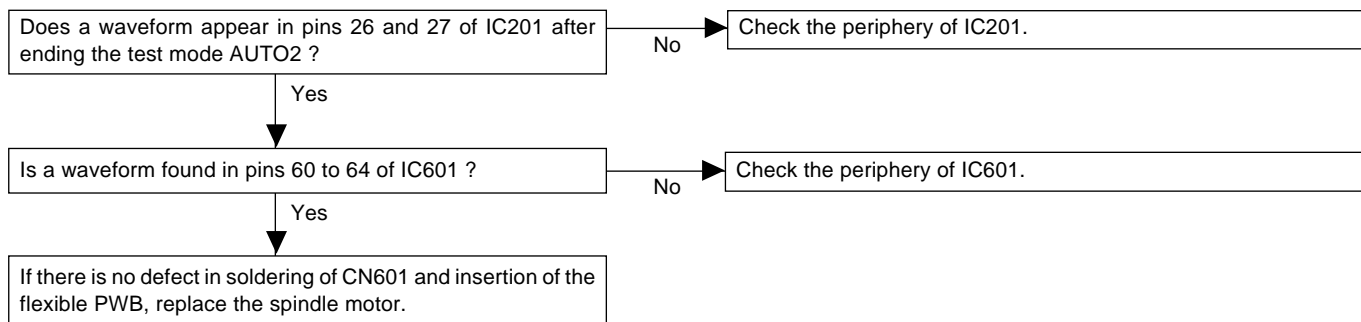 Does a waveform appear in pins 26 and 27 of IC201 after
ending the test mode AUTO2 ?
No
Check the periphery of IC201.
Yes
Is a waveform found in pins 60 to 64 of IC601 ?
No
Check the periphery of IC601.
Yes
If there is no defect in soldering of CN601 and insertion of the
flexible PWB, replace the spindle motor.